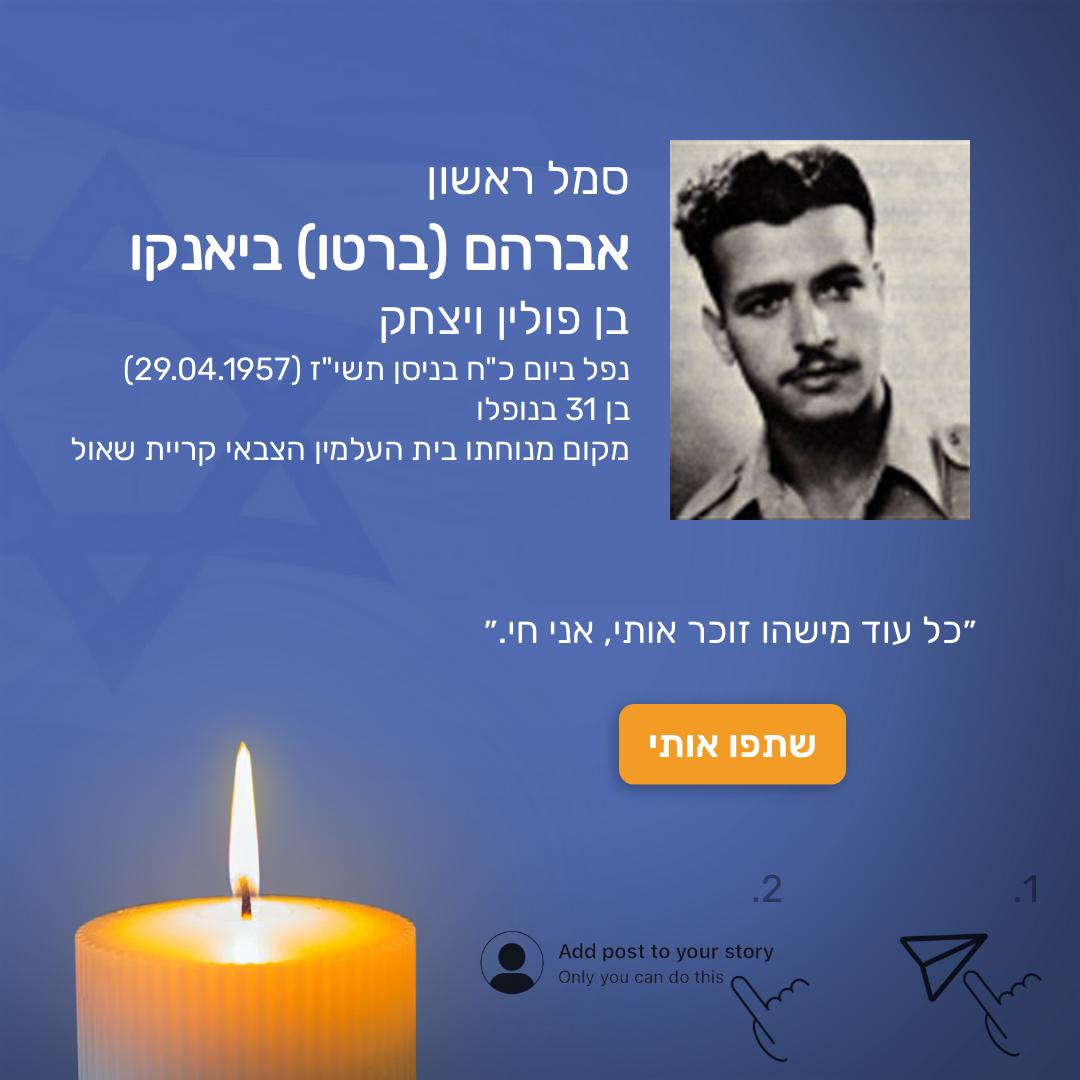 סמל ראשון
אברהם (ברטו) ביאנקו
בן פולין ויצחק
נפל ביום כ"ח בניסן תשי"ז (29.04.1957)
בן 31 בנופלו
מקום מנוחתו בית העלמין הצבאי קריית שאול
״כל עוד מישהו זוכר אותי, אני חי.״
שתפו אותי
1.
2.
Add post to your story
Only you can do this